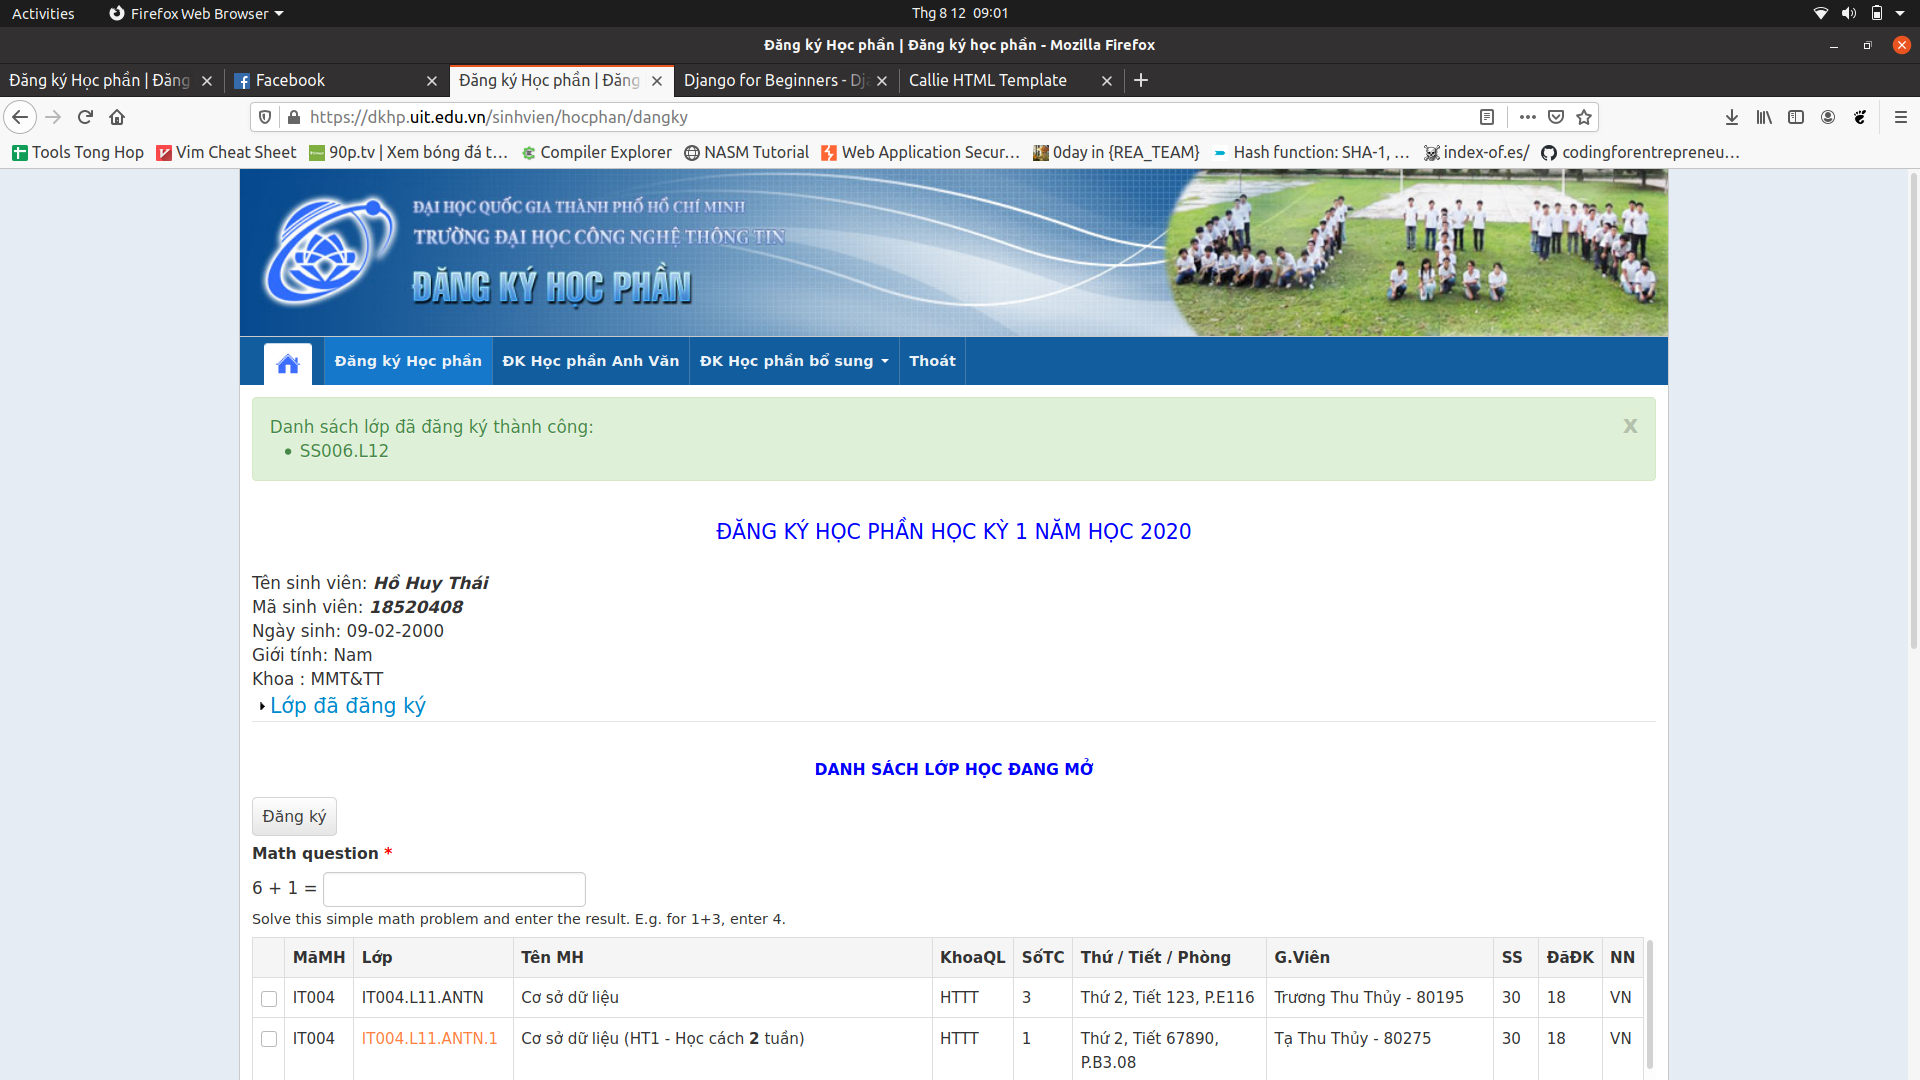 Activities Firefox Web Browser Thg 8 12 09:01
Đăng ký Học phần | Đăng ký học phần - Mozilla Firefox
Đăng ký Học phần | Đăng Facebook Đăng ký Học phần | Đăng Django for Beginners - Dj Callie HTML Template
https://dkhp.uit.edu.vn/sinhvien/hocphan/dangky
Tools Tong Hop Vim Cheat Sheet 90p.tv | Xem bóng đá t… Compiler Explorer NASM Tutorial Web Application Secur… 0day in {REA_TEAM} Hash function: SHA-1, … index-of.es/ codingforentrepreneu…
ĐẠI HỌC QUỐC GIA THÀNH PHỐ HỒ CHÍ MINH
TRƯỜNG ĐẠI HỌC CÔNG NGHỆ THÔNG TIN
ĐĂNG KÝ HỌC PHẦN
Đăng ký Học phần ĐK Học phần Anh Văn ĐK Học phần bổ sung Thoát
Danh sách lớp đã đăng ký thành công: x
• SS006.L12
ĐĂNG KÝ HỌC PHẦN HỌC KỲ 1 NĂM HỌC 2020
Tên sinh viên: Hồ Huy Thái
Mã sinh viên: 18520408
Ngày sinh: 09-02-2000
Giới tính: Nam
Khoa : MMT&TT
Lớp đã đăng ký
DANH SÁCH LỚP HỌC ĐANG MỞ
Đăng ký
Math question *
6 + 1 =
Solve this simple math problem and enter the result. E.g. for 1+3, enter 4.
MãMH Lớp Tên MH KhoaQL SốTC Thứ / Tiết / Phòng G.Viên SS ĐãĐK NN
IT004 IT004.L11.ANTN Cơ sở dữ liệu HTTT 3 Thứ 2, Tiết 123, P.E116 Trương Thu Thủy - 80195 30 18 VN
IT004 IT004.L11.ANTN.1 Cơ sở dữ liệu (HT1 - Học cách 2 tuần) HTTT 1 Thứ 2, Tiết 67890, Tạ Thu Thủy - 80275 30 18 VN
P.B3.08